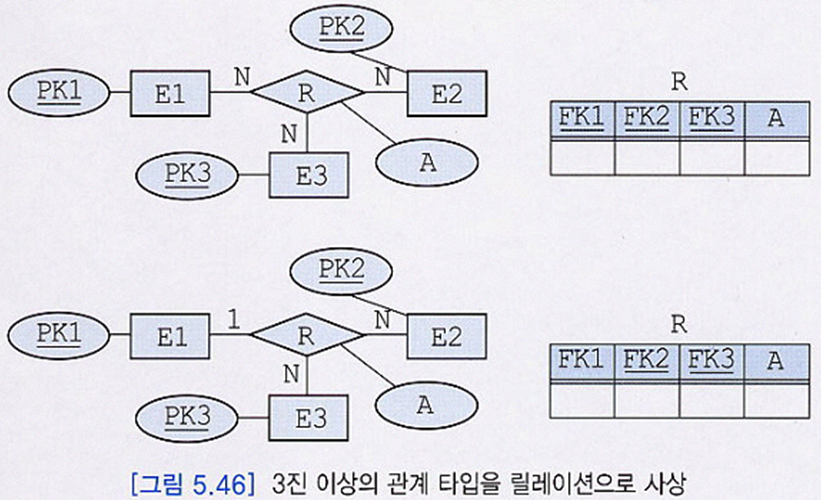 PK2
PK1 E1 N R N E2
N
PK3 E3 A
R
FK1 FK2 FK3 A
PK2
PK1 E1 1 R N E2
N
PK3 E3 A
R
FK1 FK2 FK3 A
[그림 5.46] 3진 이상의 관계 타입을 릴레이션으로 사상